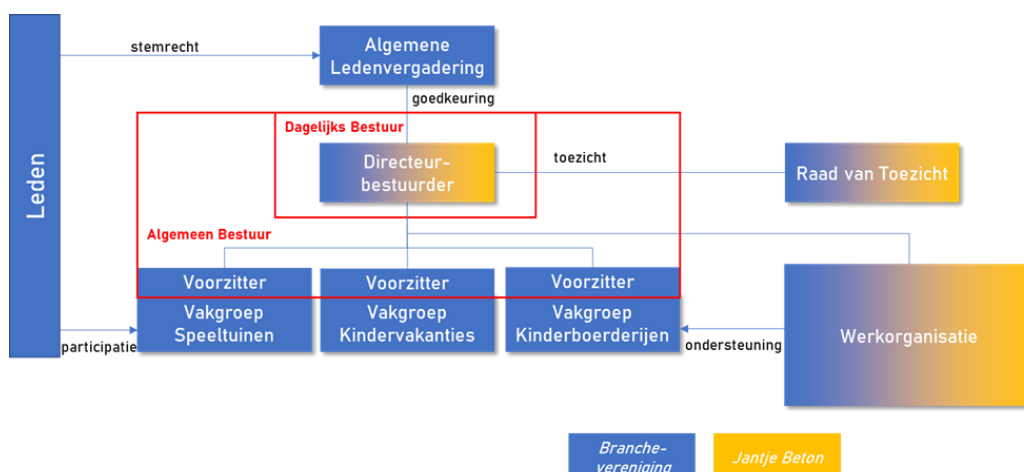 stemrecht
Algemene
Ledenvergadering
goedkeuring
Dagelijks Bestuur
Directeur-
bestuurder
toezicht
Raad van Toezicht
Leden
Algemeen Bestuur
Voorzitter
Voorzitter
Voorzitter
Vakgroep
Speeltuinen
Vakgroep
Kindervakanties
Vakgroep
Kinderboerderijen
participatie
ondersteuning
Werkorganisatie
Branche-
vereniging
Jantje Beton